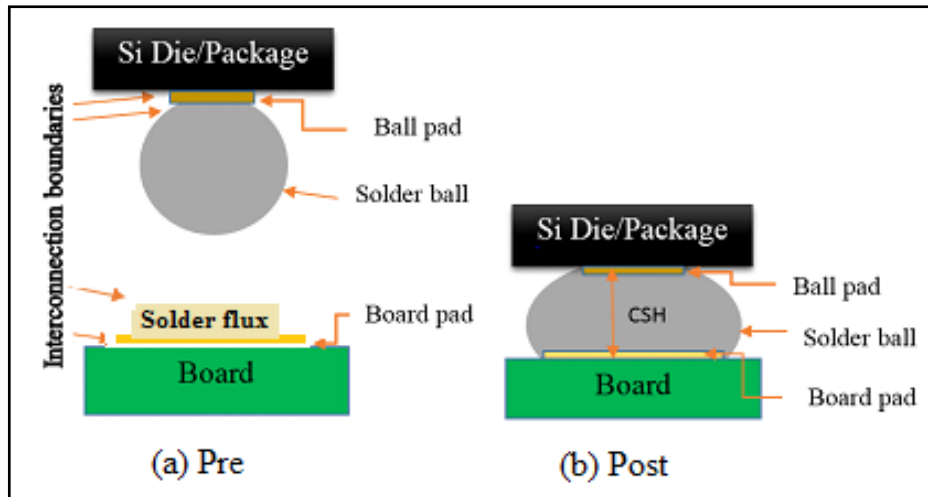 Si Die/Package
Interconnection boundaries
Ball pad
Solder ball
Solder flux
Board pad
Board
(a) Pre
Si Die/Package
Ball pad
CSH
Solder ball
Board
Board pad
(b) Post